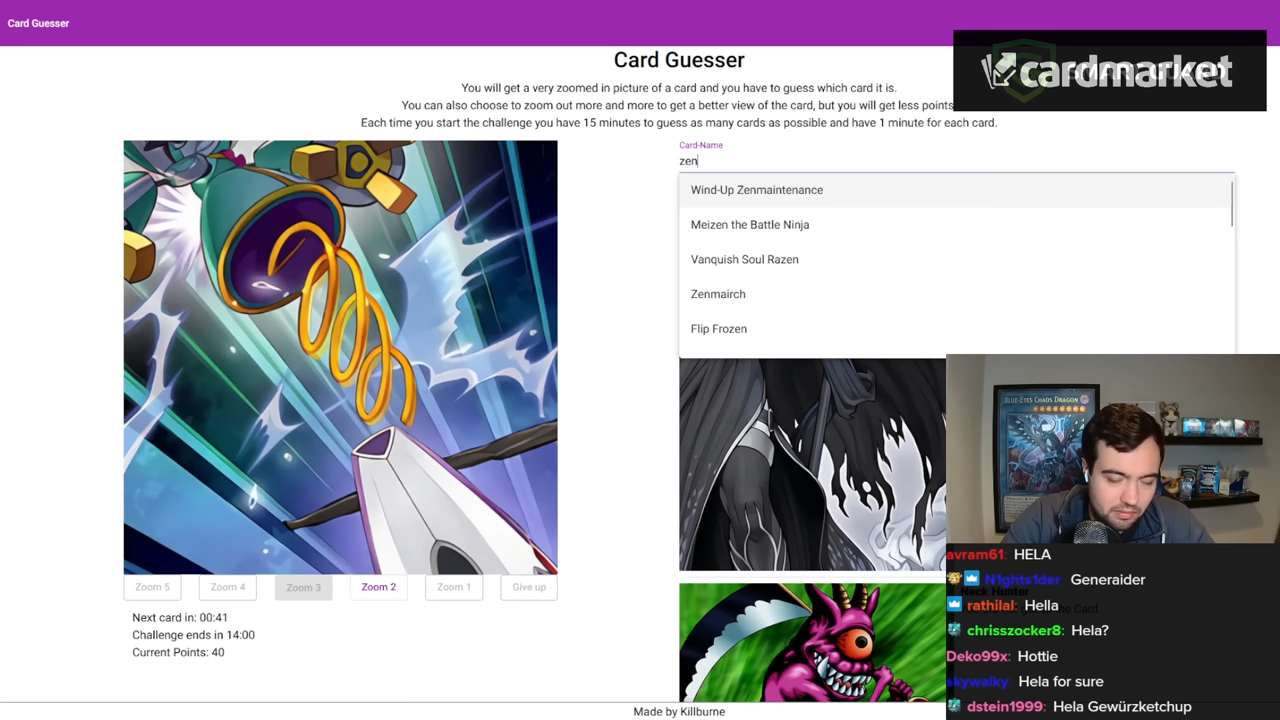 Card Guesser
Card Guesser
You will get a very zoomed in picture of a card and you have to guess which card it is.
You can also choose to zoom out more and more to get a better view of the card, but you will get less points
Each time you start the challenge you have 15 minutes to guess as many cards as possible and have 1 minute for each card.
cardmarket
Card-Name
zen
Wind-Up Zenmaintenance
Meizen the Battle Ninja
Vanquish Soul Razen
Zenmairch
Flip Frozen
BLUE-EYES CHAOS DRAGON
Zoom 5
Zoom 4
Zoom 3
Zoom 2
Zoom 1
Give up
Next card in: 00:41
Challenge ends in 14:00
Current Points: 40
avram61: HELA
N1ghts1der Generaider
Neck Hunter
rathilal: Hella
the Card.
chrisszocker8: Hela?
Deko99x: Hottie
skywalky: Hela for sure
dstein1999: Hela Gewürzketchup
Made by Killburne